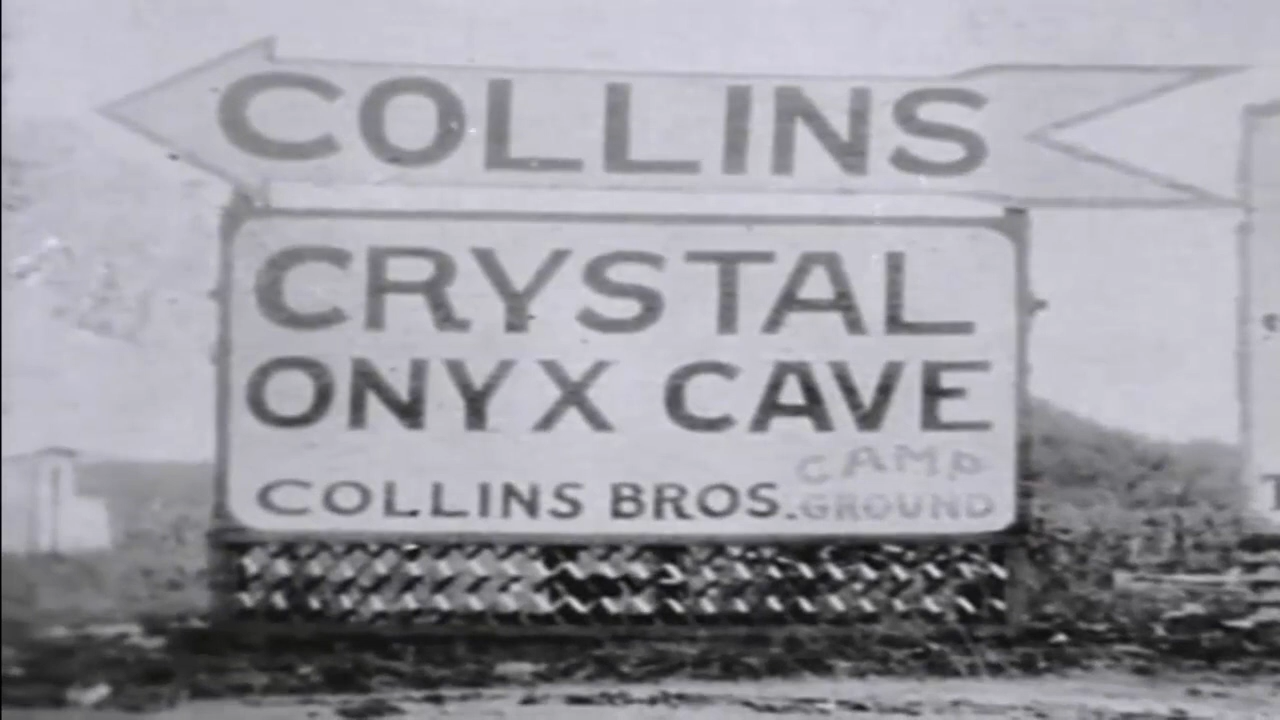 COLLINS
CRYSTAL
ONYX CAVE
CAMP
COLLINS BROS. GROUND